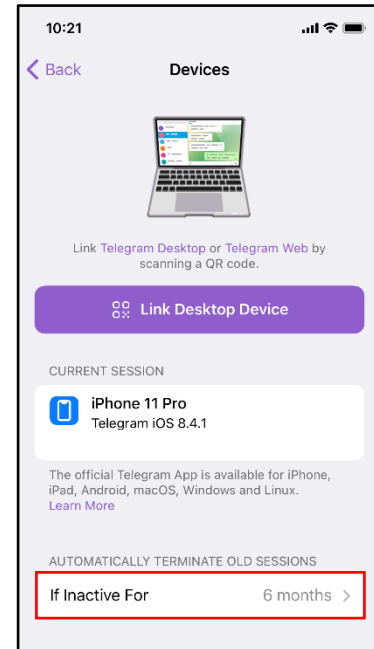 10:21
Back
Devices
Link Telegram Desktop or Telegram Web by
scanning a QR code.
Link Desktop Device
CURRENT SESSION
iPhone 11 Pro
Telegram iOS 8.4.1
The official Telegram App is available for iPhone,
iPad, Android, macOS, Windows and Linux.
Learn More
AUTOMATICALLY TERMINATE OLD SESSIONS
If Inactive For 6 months